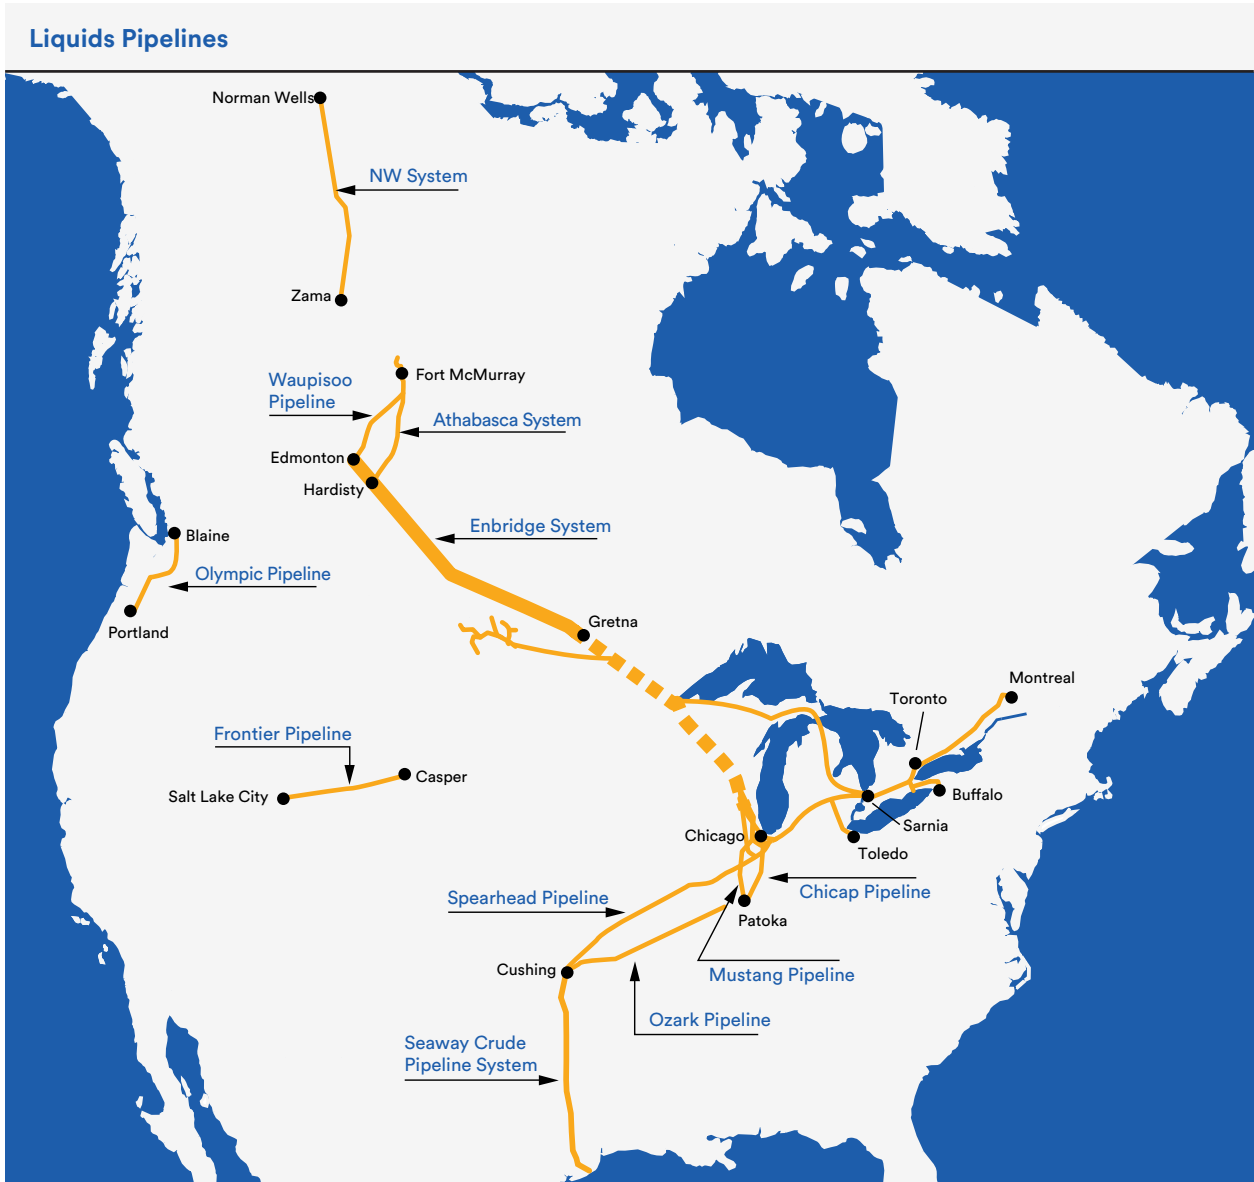 Liquids Pipelines
Norman Wells
NW System
Zama
Fort McMurray
Waupisoo
Pipeline
Athabasca System
Edmonton
Hardisty
Enbridge System
Blaine
Olympic Pipeline
Portland
Gretna
Montreal
Toronto
Frontier Pipeline
Casper
Salt Lake City
Buffalo
Sarnia
Chicago
Toledo
Chicap Pipeline
Spearhead Pipeline
Patoka
Cushing
Mustang Pipeline
Ozark Pipeline
Seaway Crude
Pipeline System